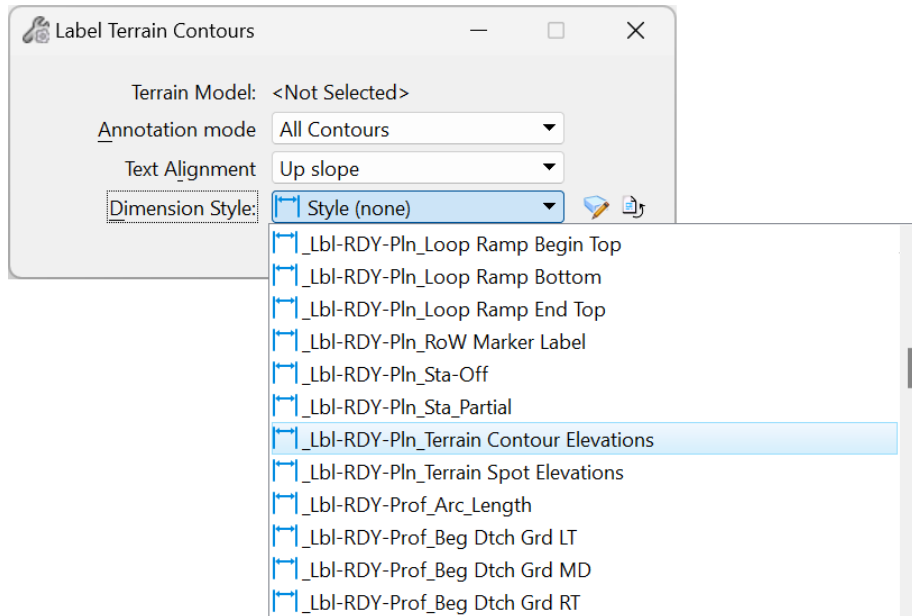 Label Terrain Contours
Terrain Model: <Not Selected>
Annotation mode All Contours
Text Alignment Up slope
Dimension Style: Style (none)
_Lbl-RDY-Pln_Loop Ramp Begin Top
_Lbl-RDY-Pln_Loop Ramp Bottom
_Lbl-RDY-Pln_Loop Ramp End Top
_Lbl-RDY-Pln_RoW Marker Label
_Lbl-RDY-Pln_Sta-Off
_Lbl-RDY-Pln_Sta_Partial
_Lbl-RDY-Pln_Terrain Contour Elevations
_Lbl-RDY-Pln_Terrain Spot Elevations
_Lbl-RDY-Prof_Arc_Length
_Lbl-RDY-Prof_Beg Dtch Grd LT
_Lbl-RDY-Prof_Beg Dtch Grd MD
_Lbl-RDY-Prof_Beg Dtch Grd RT